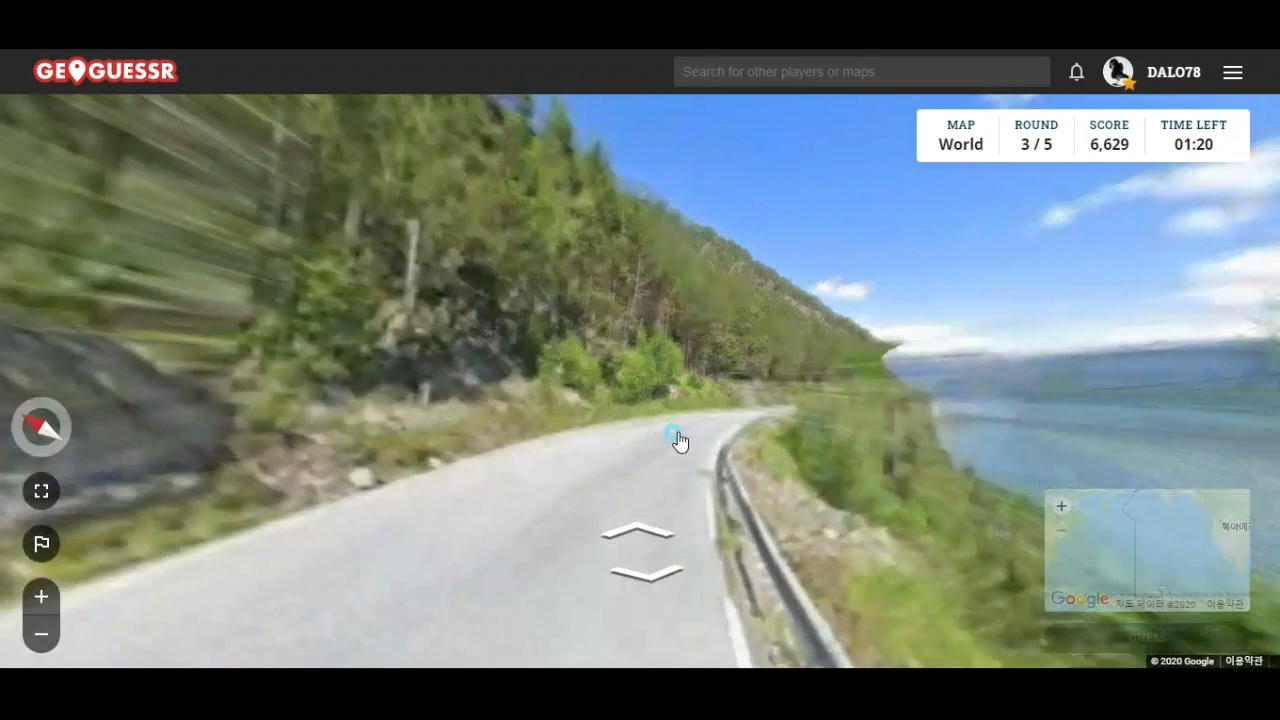 GEOGUESSR
Search for other players or maps
DALO78
MAP
World
ROUND
3 / 5
SCORE
6,629
TIME LEFT
01:20
+
−
+
−
Google
지도 데이터 ©2020
이용약관
© 2020 Google
이용약관